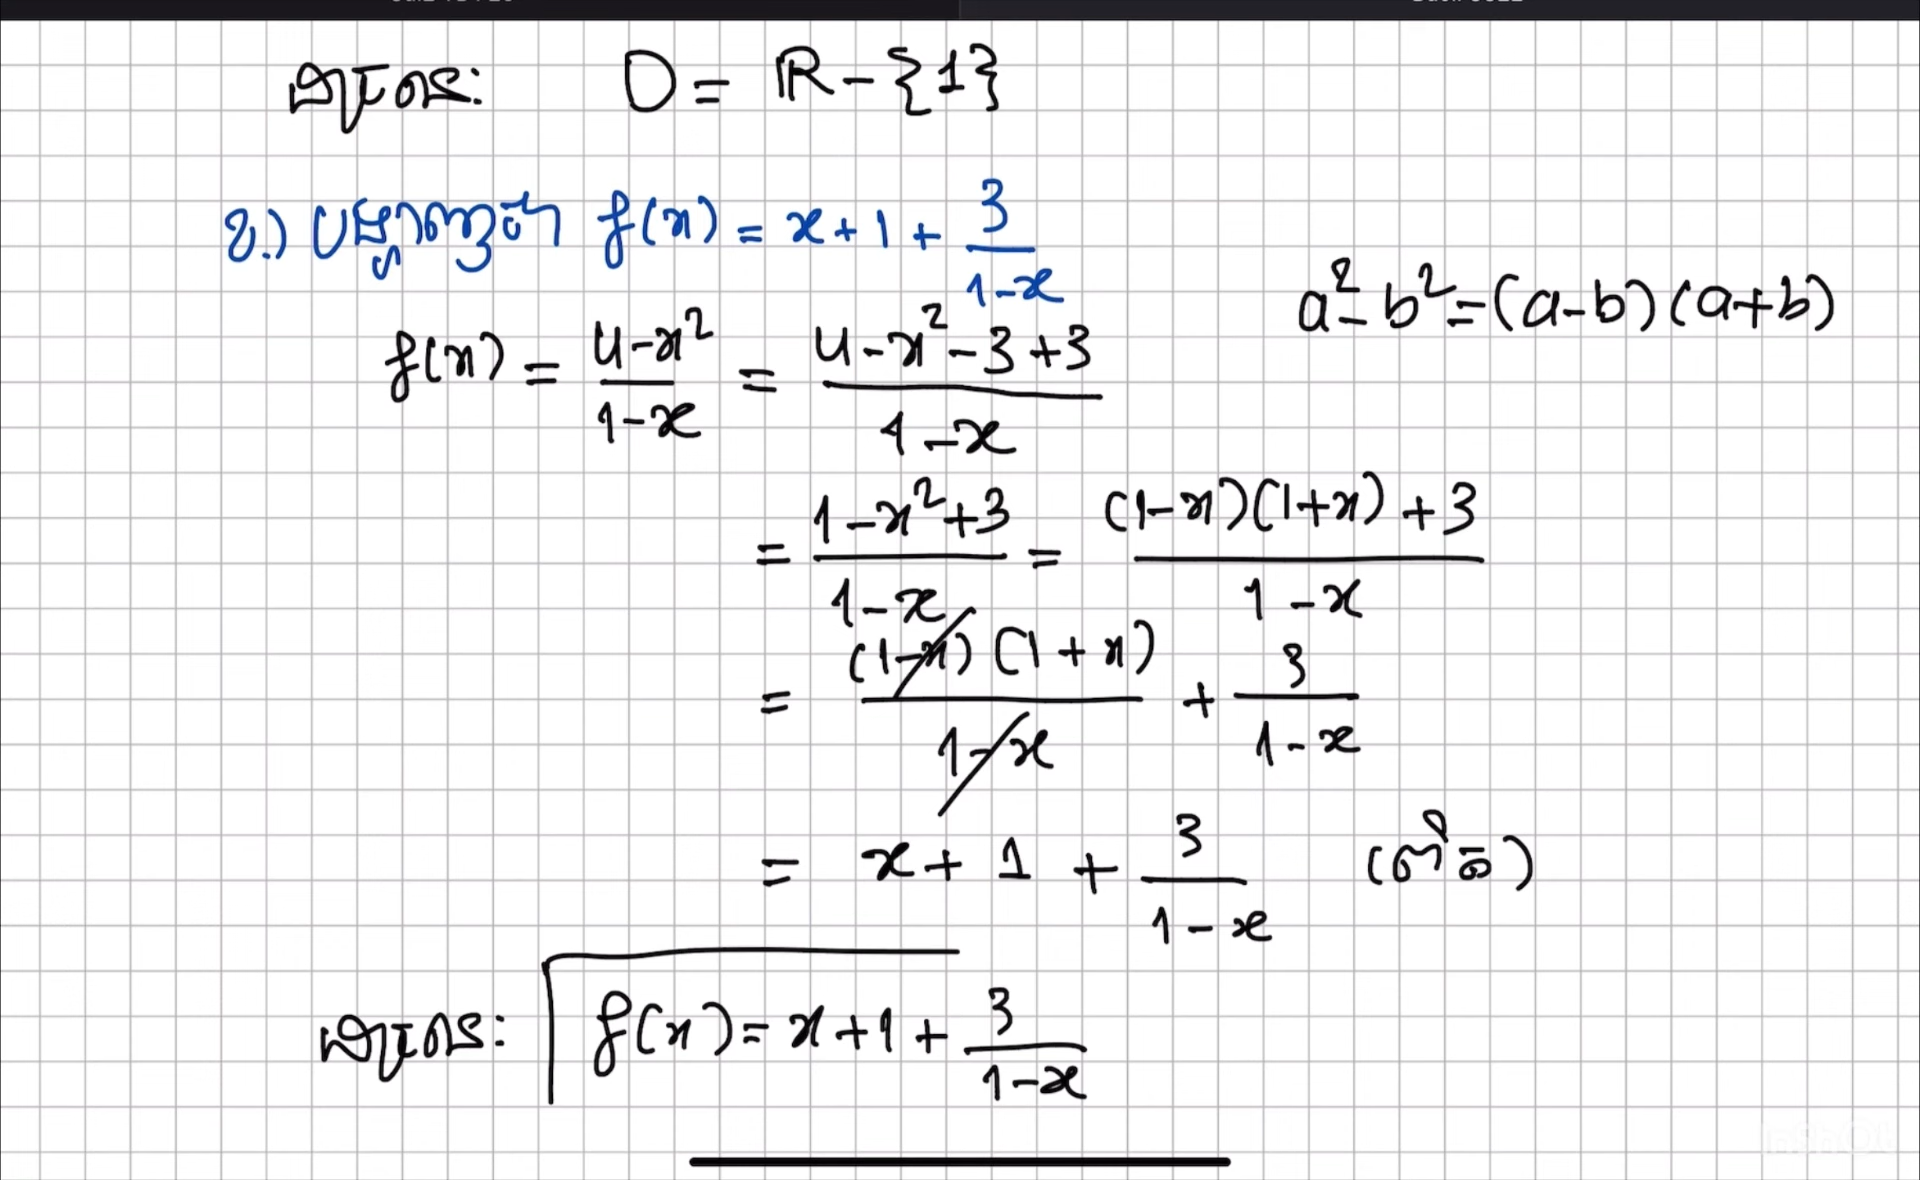 ដូចនេះ: D = ℝ - {1}
2.) បង្ហាញថា f(x) = x + 1 + 3/(1-x)
a² - b² = (a-b)(a+b)
f(x) = (4-x²)/(1-x) = (4-x²-3+3)/(1-x)
= (1-x²+3)/(1-x) = ((1-x)(1+x)+3)/(1-x)
= ((1-x)(1+x))/(1-x) + 3/(1-x)
= x + 1 + 3/(1-x) (ពិត)
ដូចនេះ: f(x) = x+1+ 3/(1-x)